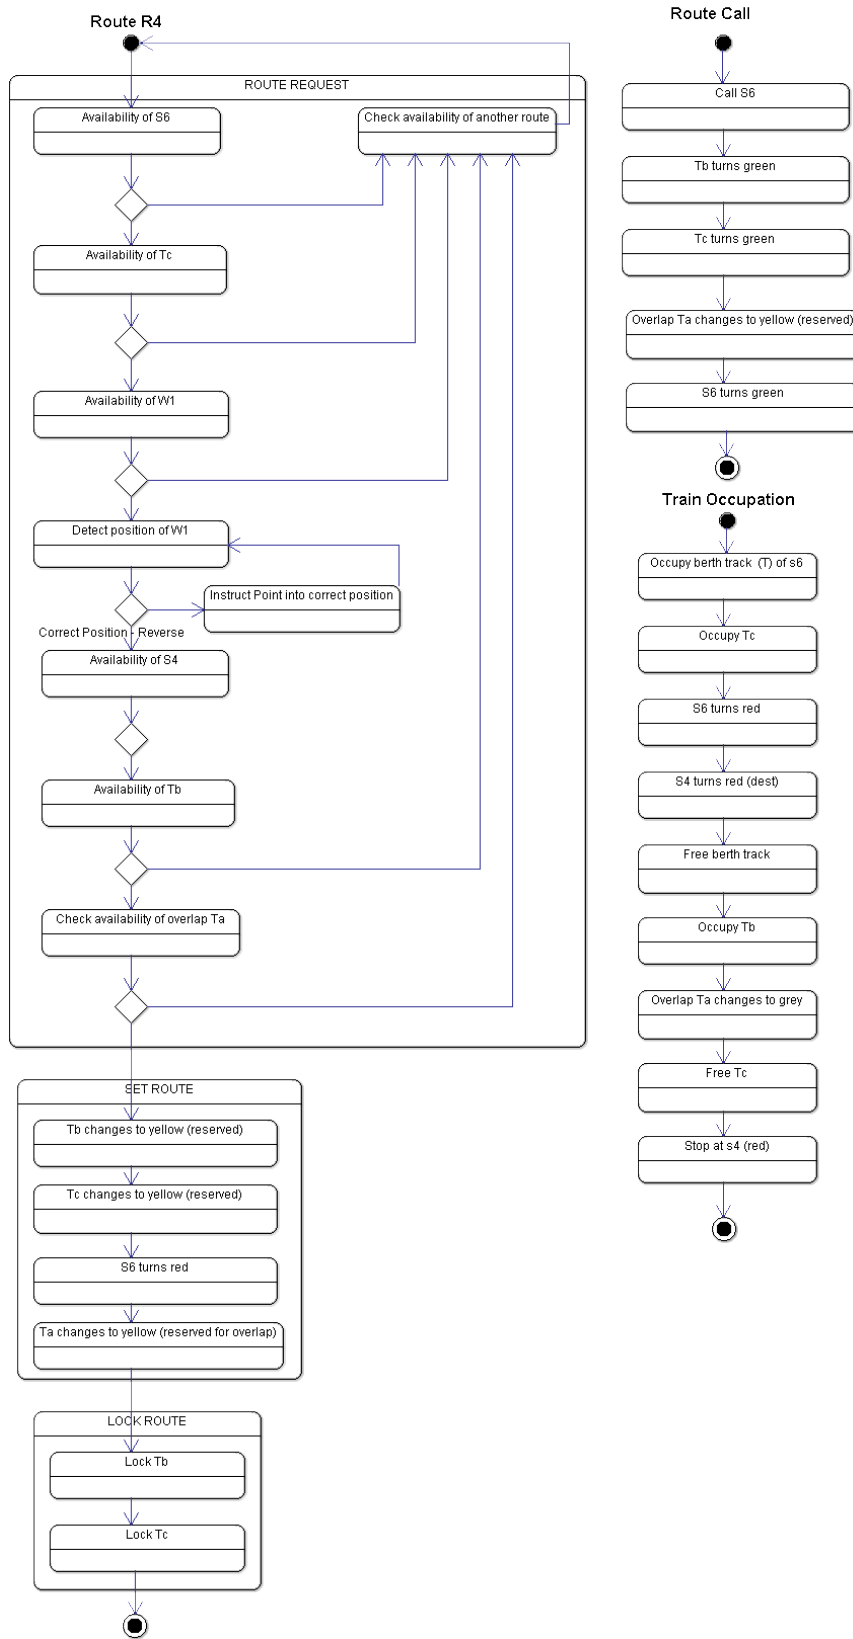 Route R4
ROUTE REQUEST
Availability of S6
Check availability of another route
Availability of Tc
Availability of W1
Detect position of W1
Instruct Point into correct position
Correct Position - Reverse
Availability of S4
Availability of Tb
Check availability of overlap Ta
SET ROUTE
Tb changes to yellow (reserved)
Tc changes to yellow (reserved)
S6 turns red
Ta changes to yellow (reserved for overlap)
LOCK ROUTE
Lock Tb
Lock Tc
Route Call
Call S6
Tb turns green
Tc turns green
Overlap Ta changes to yellow (reserved)
S6 turns green
Train Occupation
Occupy berth track (T) of s6
Occupy Tc
S6 turns red
S4 turns red (dest)
Free berth track
Occupy Tb
Overlap Ta changes to grey
Free Tc
Stop at s4 (red)